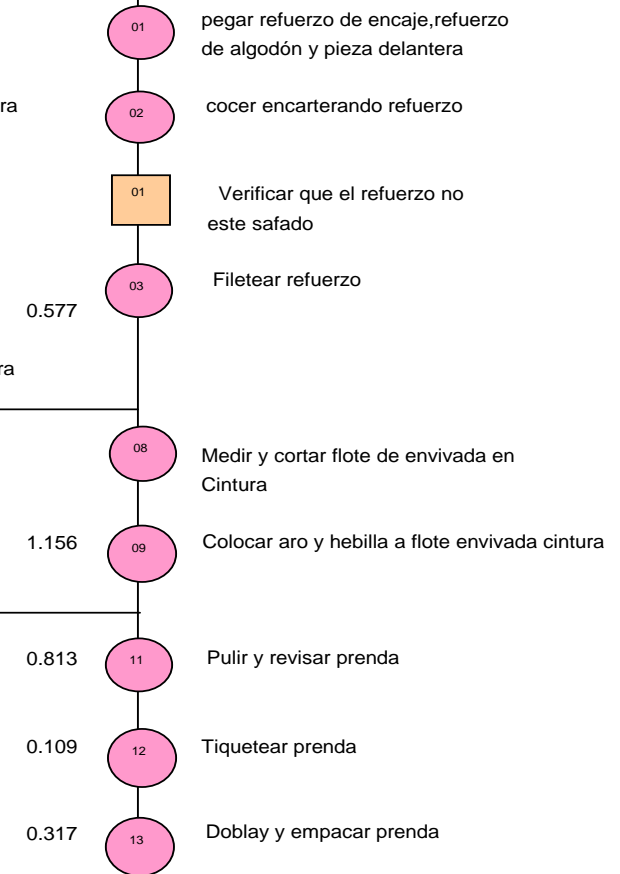 01
pegar refuerzo de encaje,refuerzo
de algodón y pieza delantera
ra
02
cocer encarterando refuerzo
01
Verificar que el refuerzo no
este safado
03
Filetear refuerzo
0.577
ra
08
Medir y cortar flote de envivada en
Cintura
1.156
09
Colocar aro y hebilla a flote envivada cintura
0.813
11
Pulir y revisar prenda
0.109
12
Tiquetear prenda
0.317
13
Doblay y empacar prenda